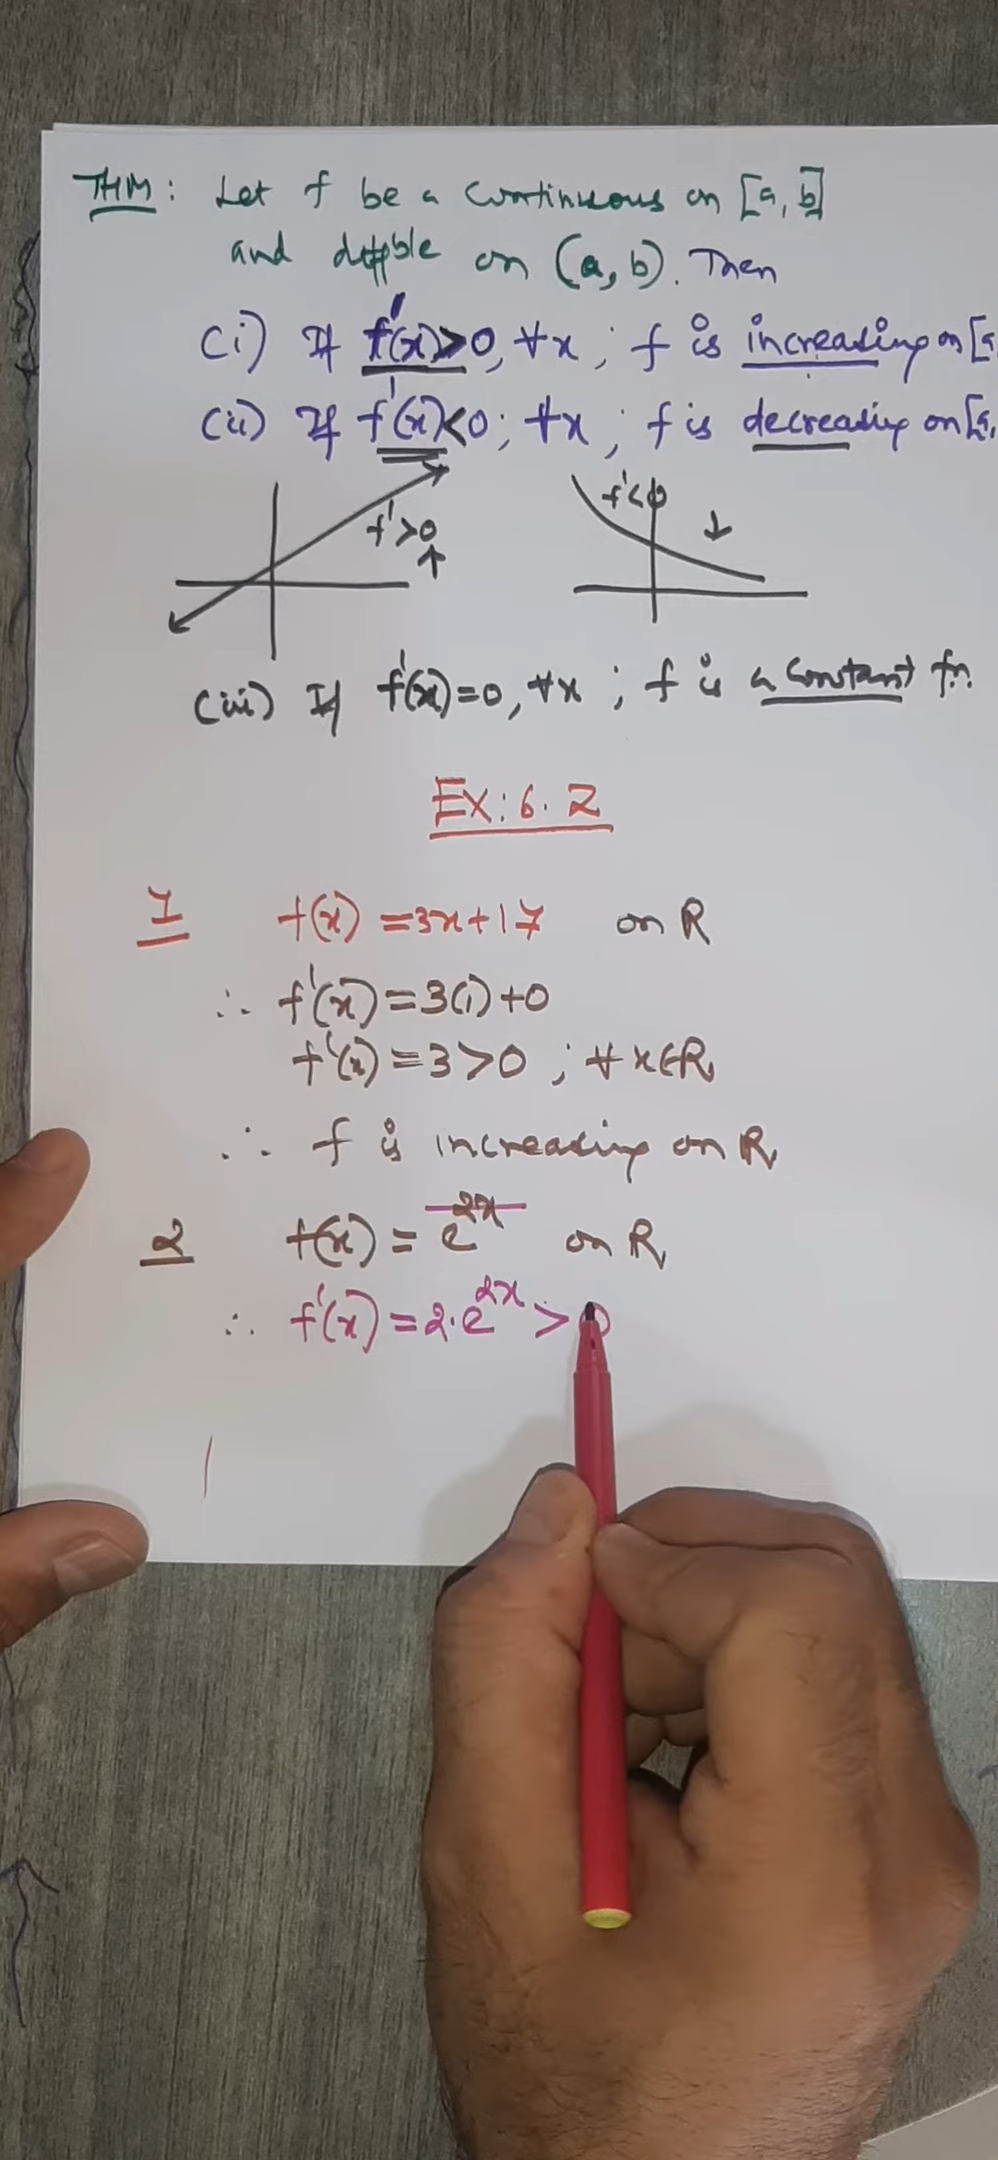 THM: Let f be a continuous on [a, b]
and diffble on (a, b). Then
(i) If f'(x)>0, ∀x ; f is increasing on [a,
(ii) If f'(x)<0; ∀x ; f is decreasing on [a,
f'>0 ↑
f'<0 ↓
(iii) If f'(x)=0, ∀x ; f is a constant fn.
EX: 6.2
1 f(x) =3x+17 on R
∴ f'(x)=3(1)+0
f'(x)=3>0 ; ∀x∈R
∴ f is increasing on R
2 f(x) = e^2x on R
∴ f'(x)=2.e^2x > 0